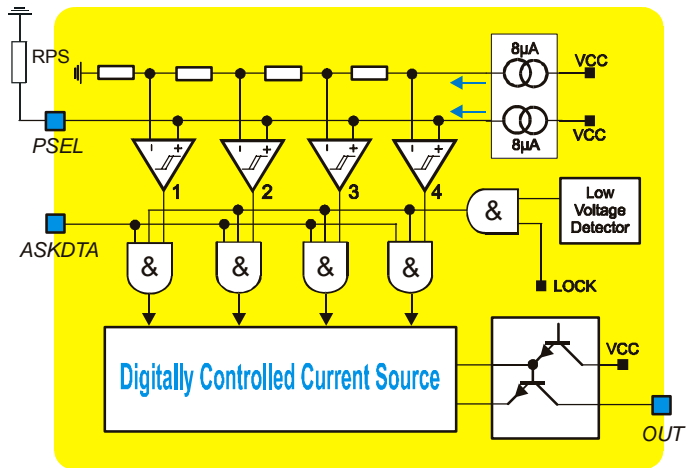 RPS
8µA
VCC
VCC
8µA
PSEL
- +
- +
- +
- +
1
2
3
4
&
Low
Voltage
Detector
ASKDTA
&
&
&
&
LOCK
Digitally Controlled Current Source
VCC
OUT